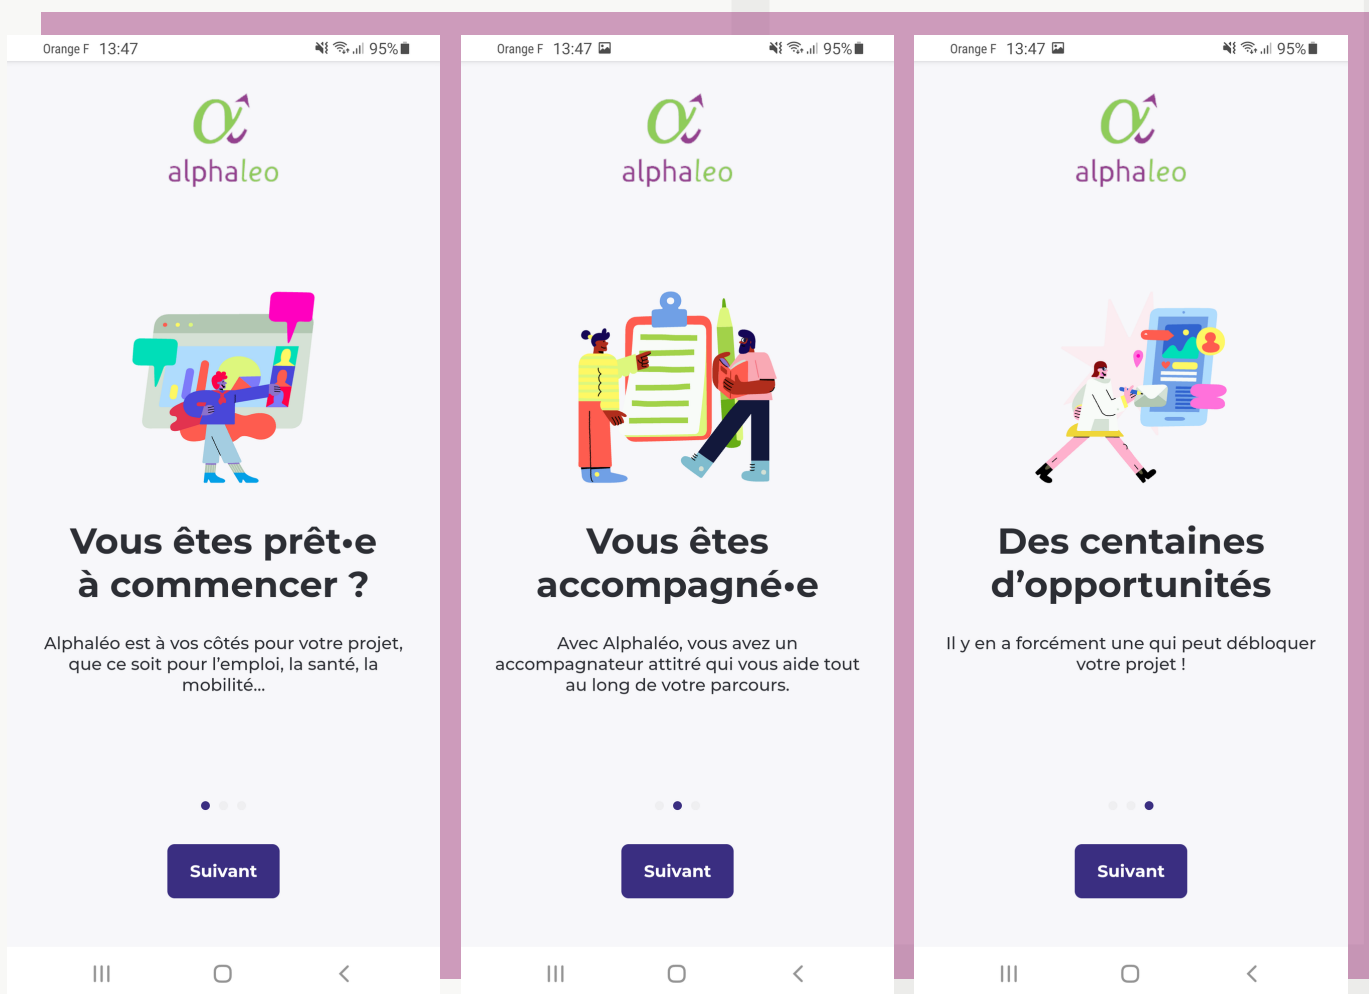 Orange F 13:47 95%
alphaleo
Vous êtes prêt•e
à commencer ?
Alphaléo est à vos côtés pour votre projet,
que ce soit pour l'emploi, la santé, la
mobilité...
Suivant
Orange F 13:47 95%
alphaleo
Vous êtes
accompagné•e
Avec Alphaléo, vous avez un
accompagnateur attitré qui vous aide tout
au long de votre parcours.
Suivant
Orange F 13:47 95%
alphaleo
Des centaines
d’opportunités
Il y en a forcément une qui peut débloquer
votre projet !
Suivant